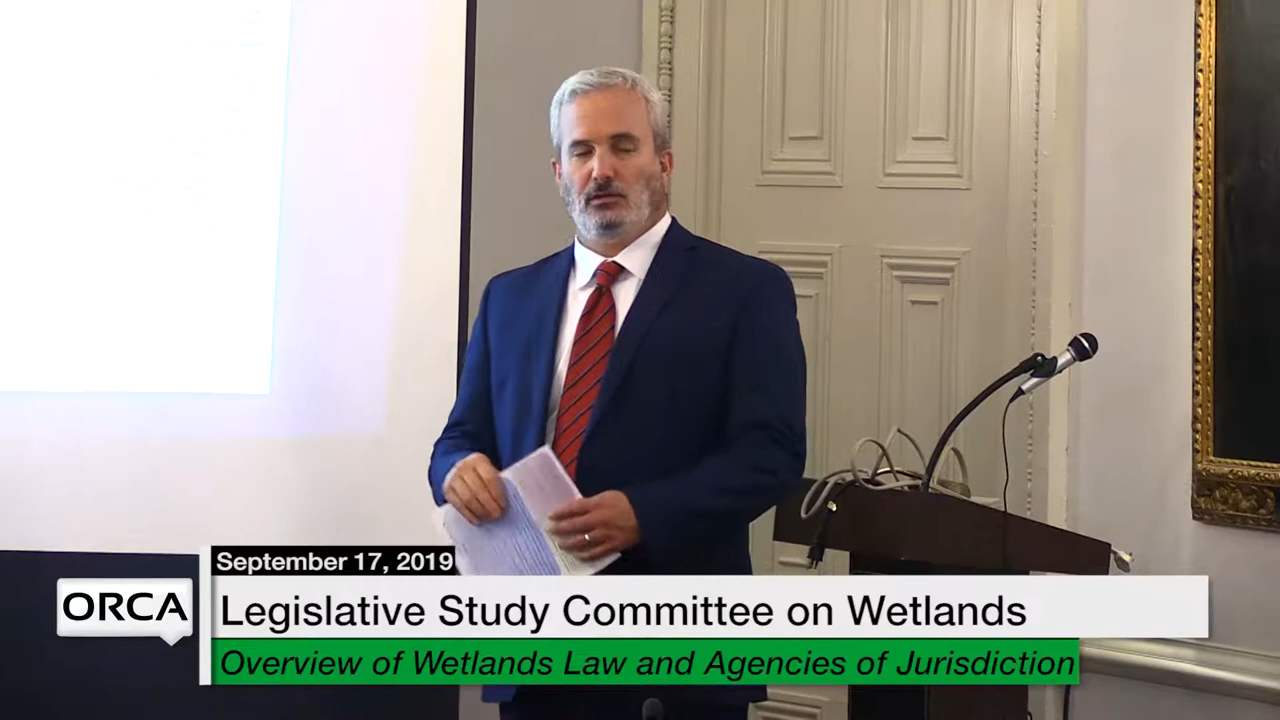 September 17, 2019
ORCA
Legislative Study Committee on Wetlands
Overview of Wetlands Law and Agencies of Jurisdiction